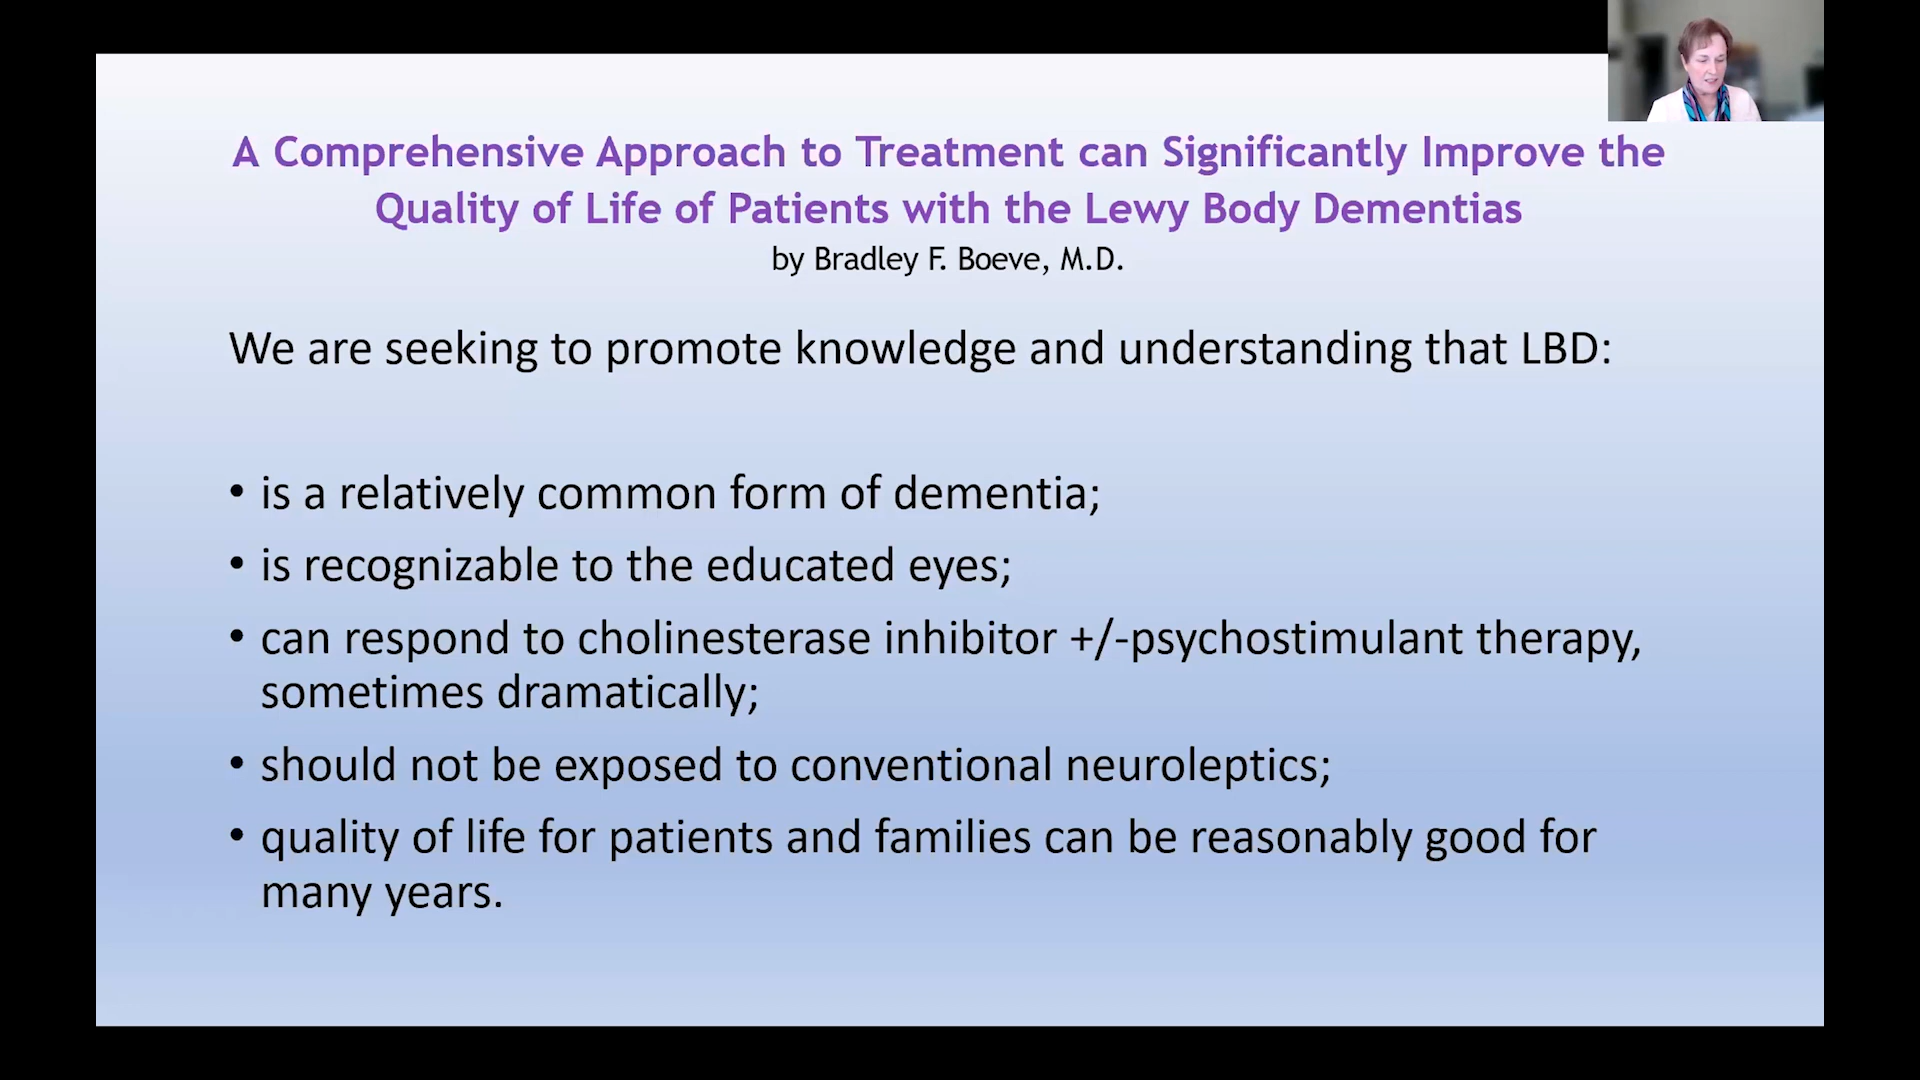 A Comprehensive Approach to Treatment can Significantly Improve the
Quality of Life of Patients with the Lewy Body Dementias
by Bradley F. Boeve, M.D.
We are seeking to promote knowledge and understanding that LBD:
• is a relatively common form of dementia;
• is recognizable to the educated eyes;
• can respond to cholinesterase inhibitor +/-psychostimulant therapy,
sometimes dramatically;
• should not be exposed to conventional neuroleptics;
• quality of life for patients and families can be reasonably good for
many years.